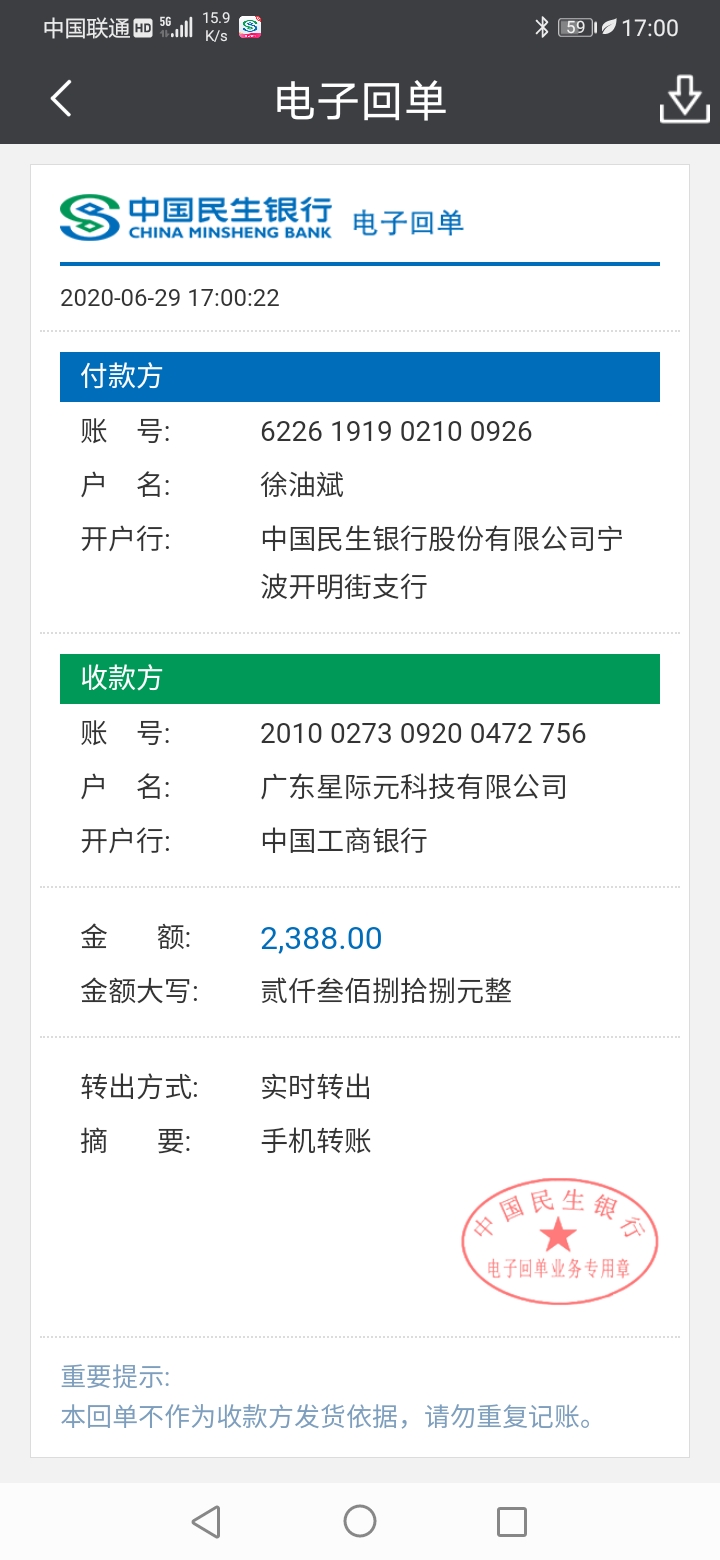 中国联通 HD 5G 15.9 K/s 59 17:00
电子回单
中国民生银行 电子回单
CHINA MINSHENG BANK
2020-06-29 17:00:22
付款方
账 号: 6226 1919 0210 0926
户 名: 徐油斌
开户行: 中国民生银行股份有限公司宁
波开明街支行
收款方
账 号: 2010 0273 0920 0472 756
户 名: 广东星际元科技有限公司
开户行: 中国工商银行
金 额: 2,388.00
金额大写: 贰仟叁佰捌拾捌元整
转出方式: 实时转出
摘 要: 手机转账
中国民生银行
电子回单业务专用章
重要提示:
本回单不作为收款方发货依据，请勿重复记账。